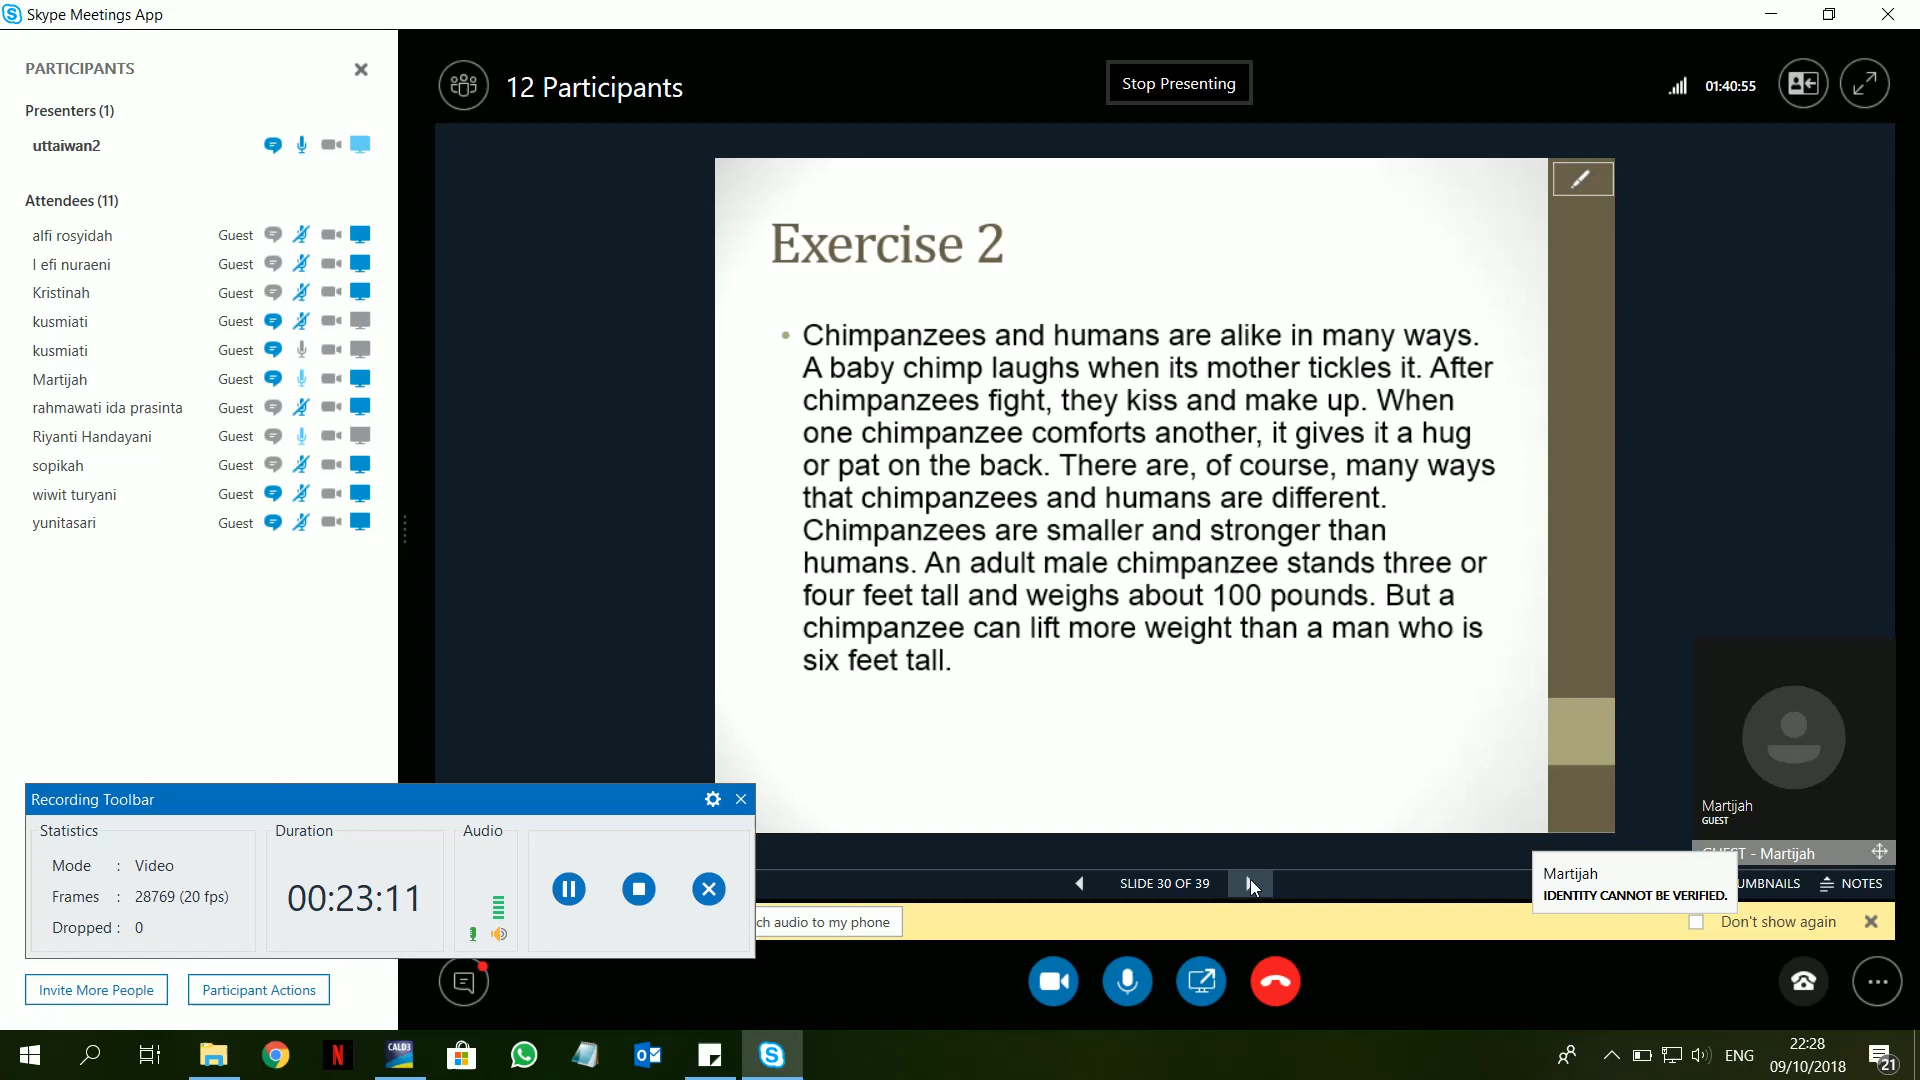 Skype Meetings App
PARTICIPANTS
Presenters (1)
uttaiwan2
Attendees (11)
alfi rosyidah Guest
I efi nuraeni Guest
Kristinah Guest
kusmiati Guest
kusmiati Guest
Martijah Guest
rahmawati ida prasinta Guest
Riyanti Handayani Guest
sopikah Guest
wiwit turyani Guest
yunitasari Guest
12 Participants
Stop Presenting
01:40:55
Exercise 2
• Chimpanzees and humans are alike in many ways.
A baby chimp laughs when its mother tickles it. After
chimpanzees fight, they kiss and make up. When
one chimpanzee comforts another, it gives it a hug
or pat on the back. There are, of course, many ways
that chimpanzees and humans are different.
Chimpanzees are smaller and stronger than
humans. An adult male chimpanzee stands three or
four feet tall and weighs about 100 pounds. But a
chimpanzee can lift more weight than a man who is
six feet tall.
Martijah
GUEST
- Martijah
Martijah
IDENTITY CANNOT BE VERIFIED.
SLIDE 30 OF 39
UMBNAILS
NOTES
ch audio to my phone
Don't show again
Recording Toolbar
Statistics
Mode : Video
Frames : 28769 (20 fps)
Dropped : 0
Duration
00:23:11
Audio
Invite More People
Participant Actions
N
CALD3
ENG
22:28
09/10/2018
21